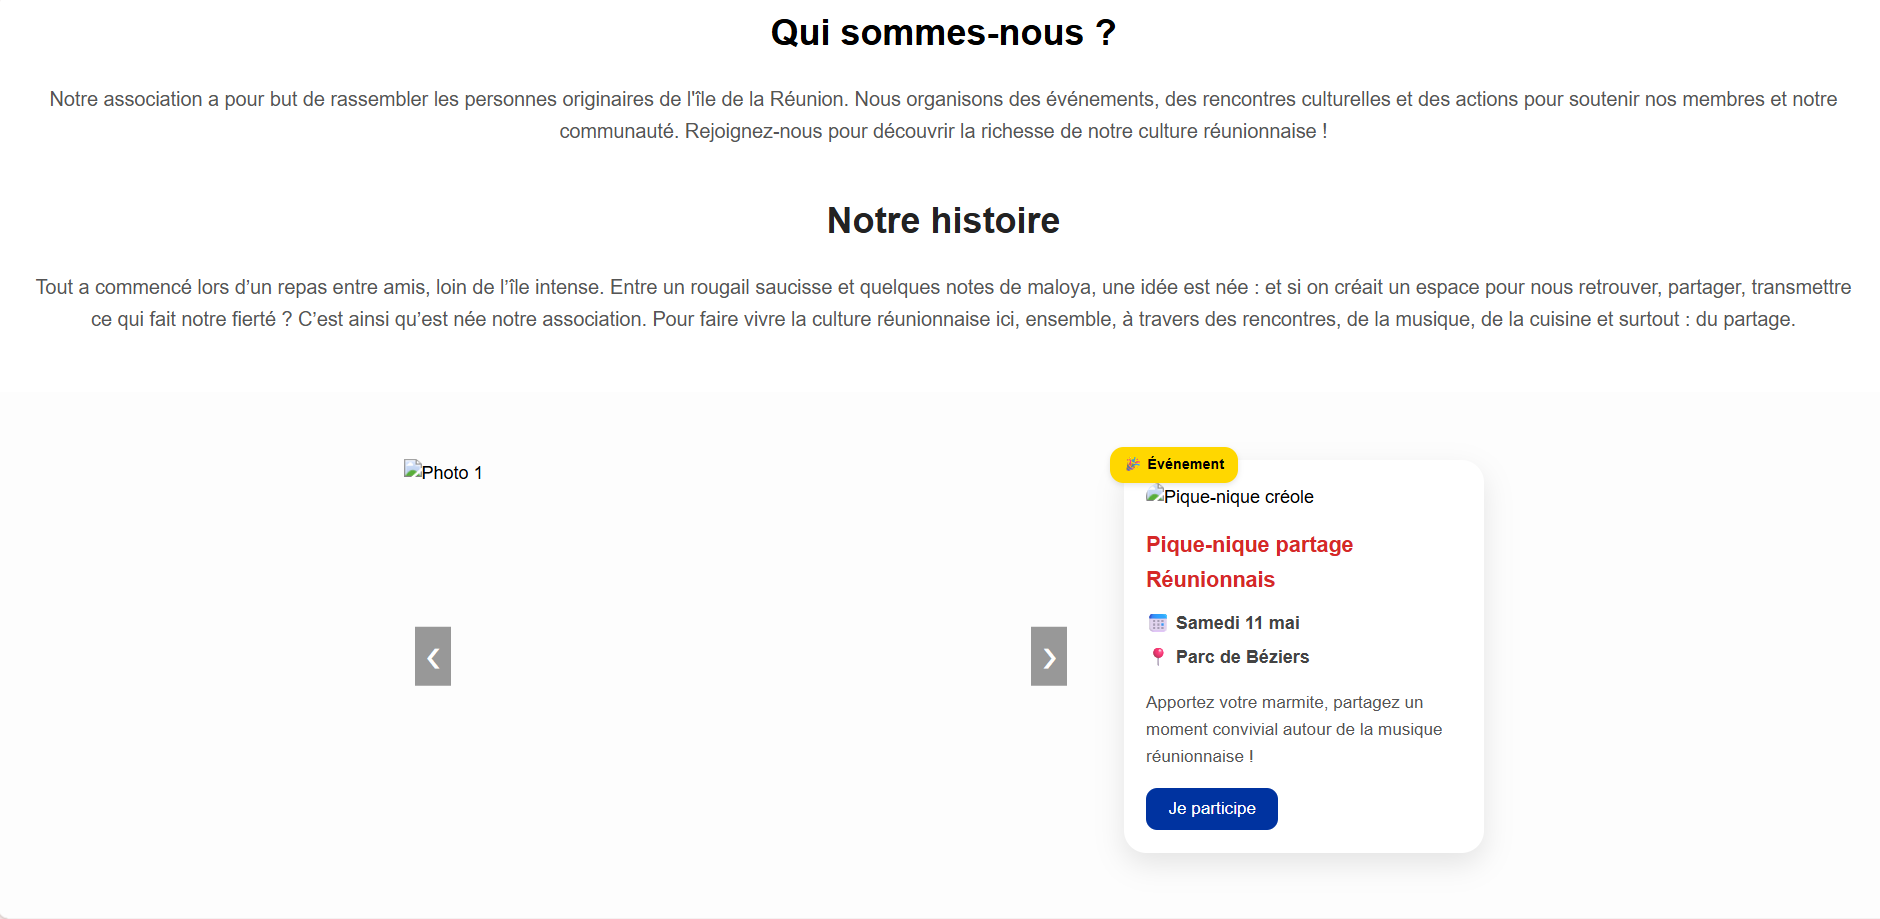 Qui sommes-nous ?
Notre association a pour but de rassembler les personnes originaires de l'île de la Réunion. Nous organisons des événements, des rencontres culturelles et des actions pour soutenir nos membres et notre
communauté. Rejoignez-nous pour découvrir la richesse de notre culture réunionnaise !
Notre histoire
Tout a commencé lors d’un repas entre amis, loin de l’île intense. Entre un rougail saucisse et quelques notes de maloya, une idée est née : et si on créait un espace pour nous retrouver, partager, transmettre
ce qui fait notre fierté ? C’est ainsi qu’est née notre association. Pour faire vivre la culture réunionnaise ici, ensemble, à travers des rencontres, de la musique, de la cuisine et surtout : du partage.
Photo 1
❮
❯
🎉 Événement
Pique-nique créole
Pique-nique partage
Réunionnais
📅 Samedi 11 mai
📍 Parc de Béziers
Apportez votre marmite, partagez un
moment convivial autour de la musique
réunionnaise !
Je participe